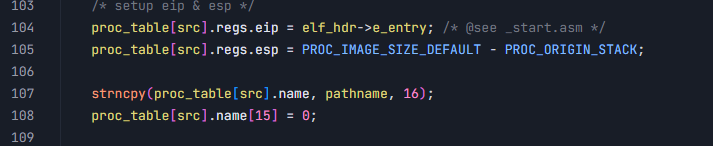 103 /* setup eip & esp */
104 proc_table[src].regs.eip = elf_hdr->e_entry; /* @see _start.asm */
105 proc_table[src].regs.esp = PROC_IMAGE_SIZE_DEFAULT - PROC_ORIGIN_STACK;
106
107 strncpy(proc_table[src].name, pathname, 16);
108 proc_table[src].name[15] = 0;
109